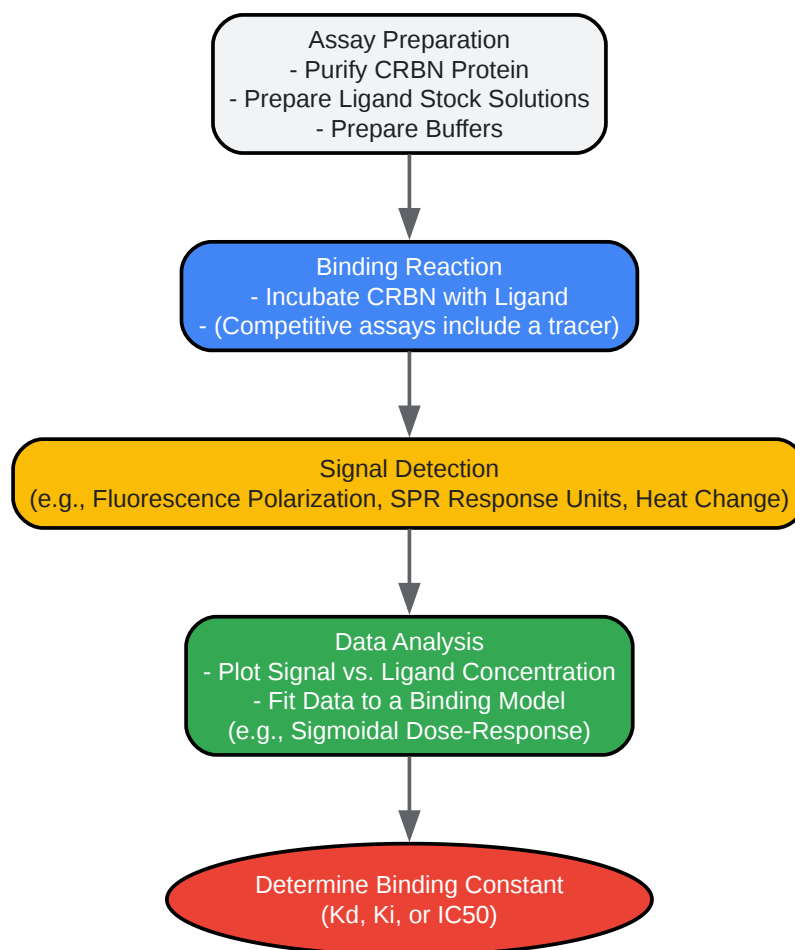 Assay Preparation
- Purify CRBN Protein
- Prepare Ligand Stock Solutions
- Prepare Buffers
Binding Reaction
- Incubate CRBN with Ligand
- (Competitive assays include a tracer)
Signal Detection
(e.g., Fluorescence Polarization, SPR Response Units, Heat Change)
Data Analysis
- Plot Signal vs. Ligand Concentration
- Fit Data to a Binding Model
(e.g., Sigmoidal Dose-Response)
Determine Binding Constant
(Kd, Ki, or IC50)